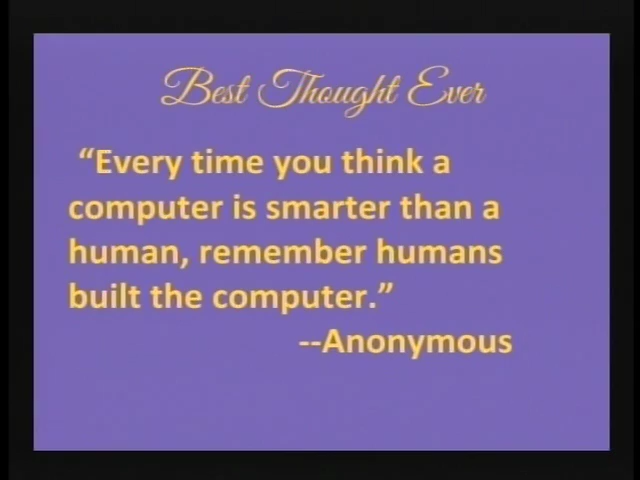 Best Thought Ever
“Every time you think a
computer is smarter than a
human, remember humans
built the computer.”
--Anonymous